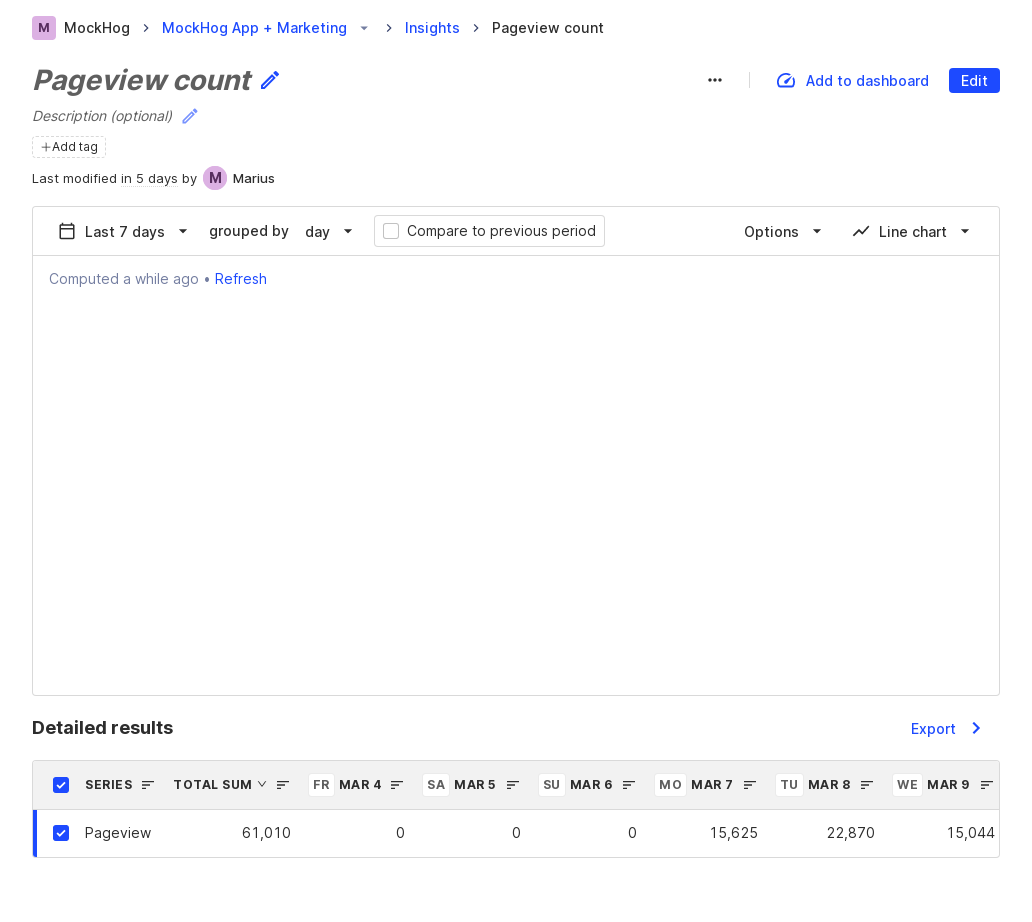 M MockHog MockHog App + Marketing Insights Pageview count
Pageview count
Add to dashboard Edit
Description (optional)
+Add tag
Last modified in 5 days by M Marius
Last 7 days grouped by day Compare to previous period Options Line chart
Computed a while ago • Refresh
Detailed results Export
SERIES TOTAL SUM FR MAR 4 SA MAR 5 SU MAR 6 MO MAR 7 TU MAR 8 WE MAR 9
Pageview 61,010 0 0 0 15,625 22,870 15,044